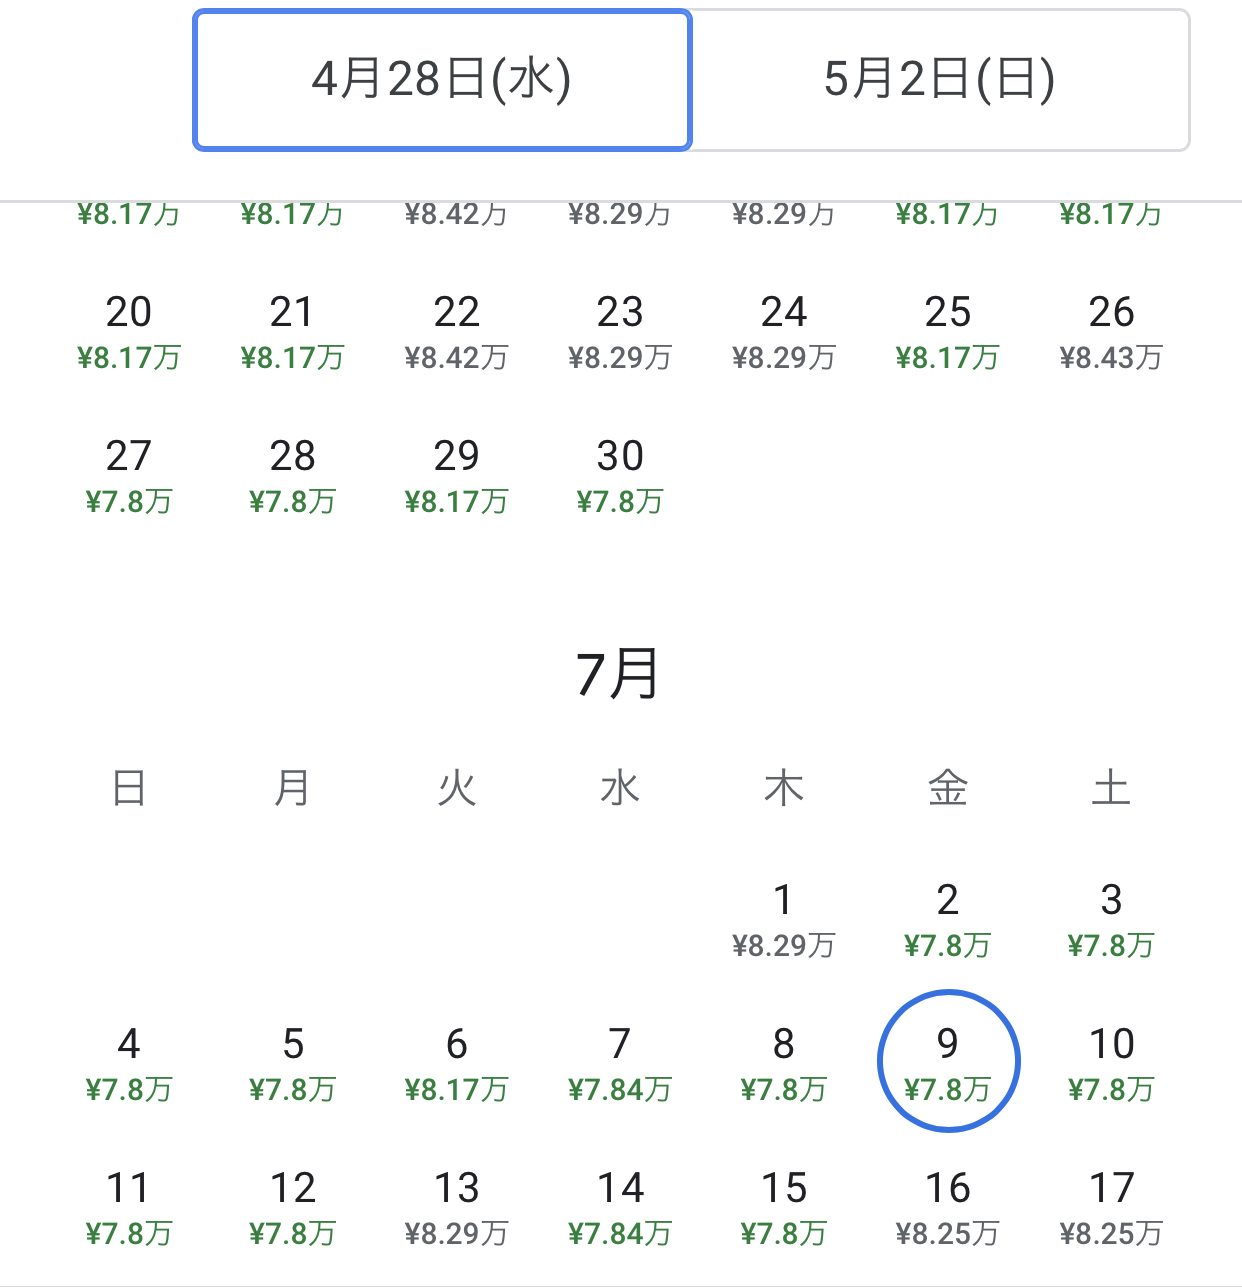 4月28日(水) 5月2日(日)
¥8.17万 ¥8.17万 ¥8.42万 ¥8.29万 ¥8.29万 ¥8.17万 ¥8.17万
20 21 22 23 24 25 26
¥8.17万 ¥8.17万 ¥8.42万 ¥8.29万 ¥8.29万 ¥8.17万 ¥8.43万
27 28 29 30
¥7.8万 ¥7.8万 ¥8.17万 ¥7.8万
7月
日 月 火 水 木 金 土
1 2 3
¥8.29万 ¥7.8万 ¥7.8万
4 5 6 7 8 9 10
¥7.8万 ¥7.8万 ¥8.17万 ¥7.84万 ¥7.8万 ¥7.8万 ¥7.8万
11 12 13 14 15 16 17
¥7.8万 ¥7.8万 ¥8.29万 ¥7.84万 ¥7.8万 ¥8.25万 ¥8.25万